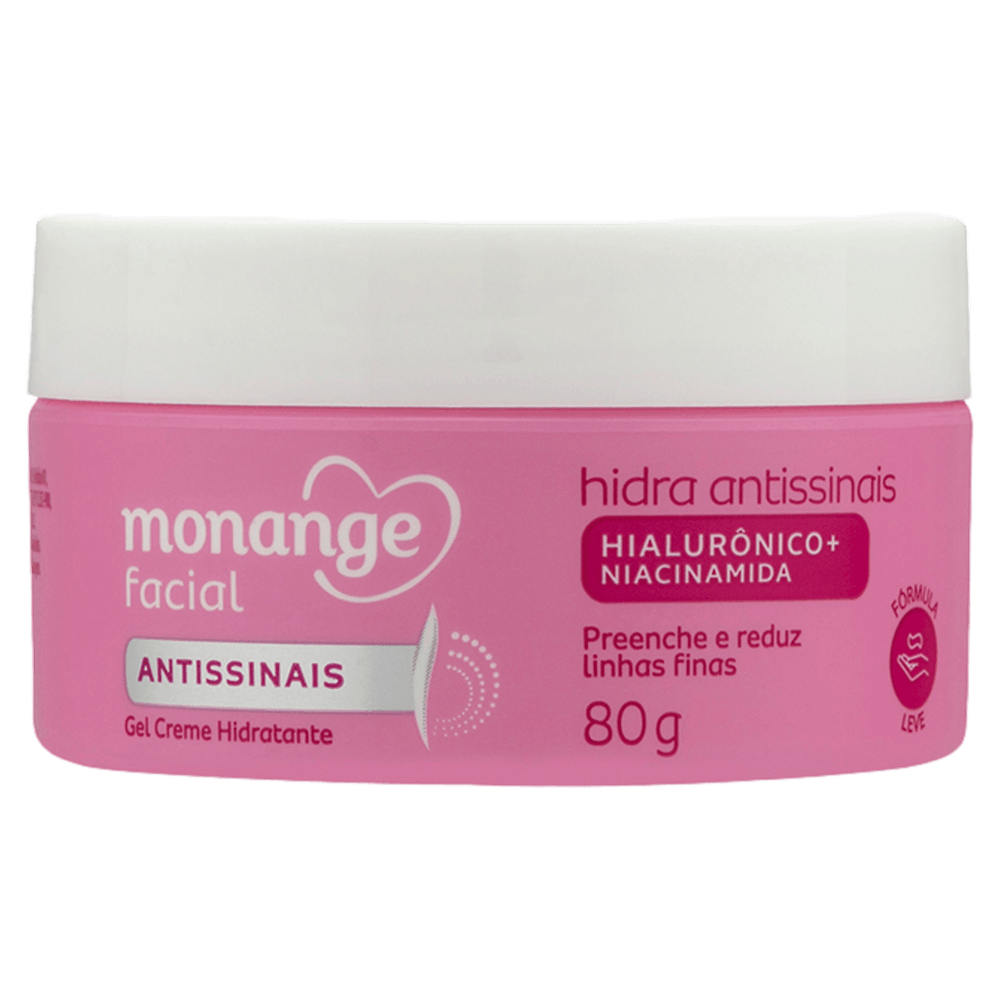 monange
facial
ANTISSINAIS
Gel Creme Hidratante
hidra antissinais
HIALURÔNICO+
NIACINAMIDA
Preenche e reduz
linhas finas
80g
FÓRMULA
LEVE